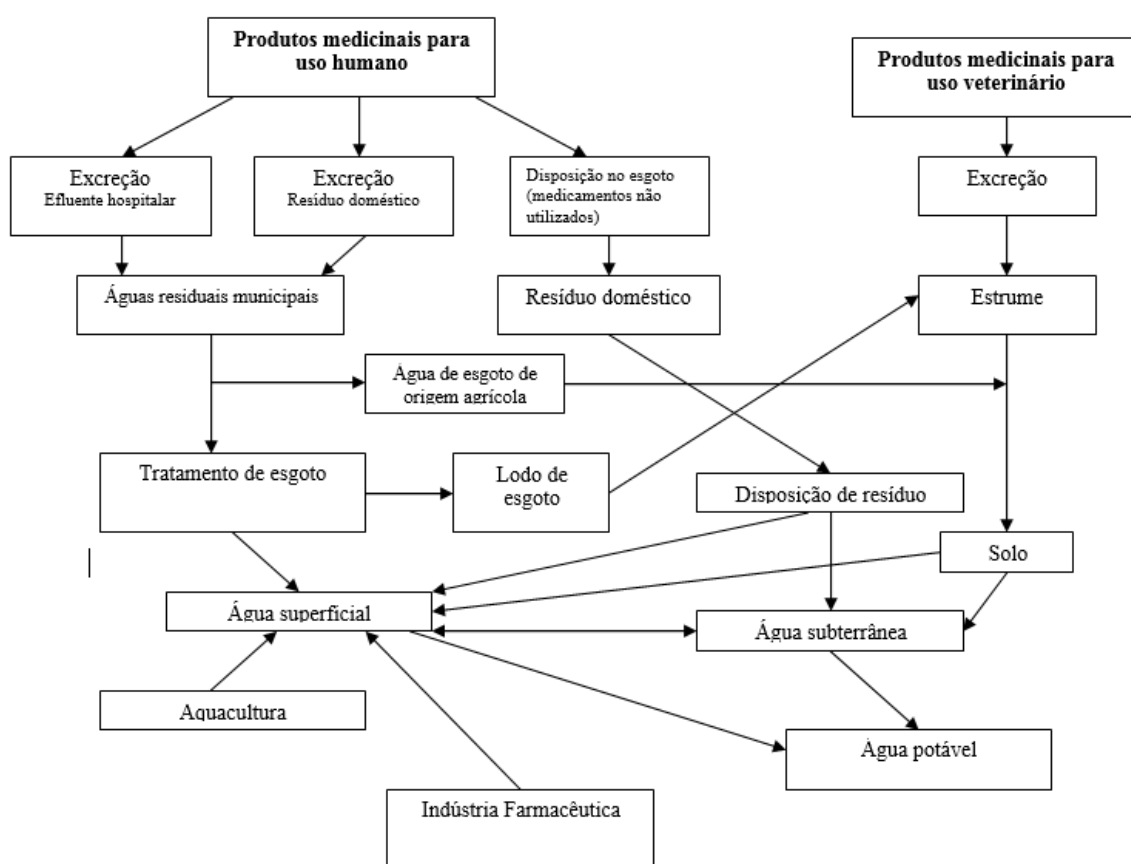 Produtos medicinais para
uso humano
Produtos medicinais para
uso veterinário
Excreção
Efluente hospitalar
Excreção
Resíduo doméstico
Disposição no esgoto
(medicamentos não
utilizados)
Excreção
Águas residuais municipais
Resíduo doméstico
Estrume
Água de esgoto de
origem agrícola
Tratamento de esgoto
Lodo de
esgoto
Disposição de resíduo
Solo
Água superficial
Água subterrânea
Aquacultura
Água potável
Indústria Farmacêutica